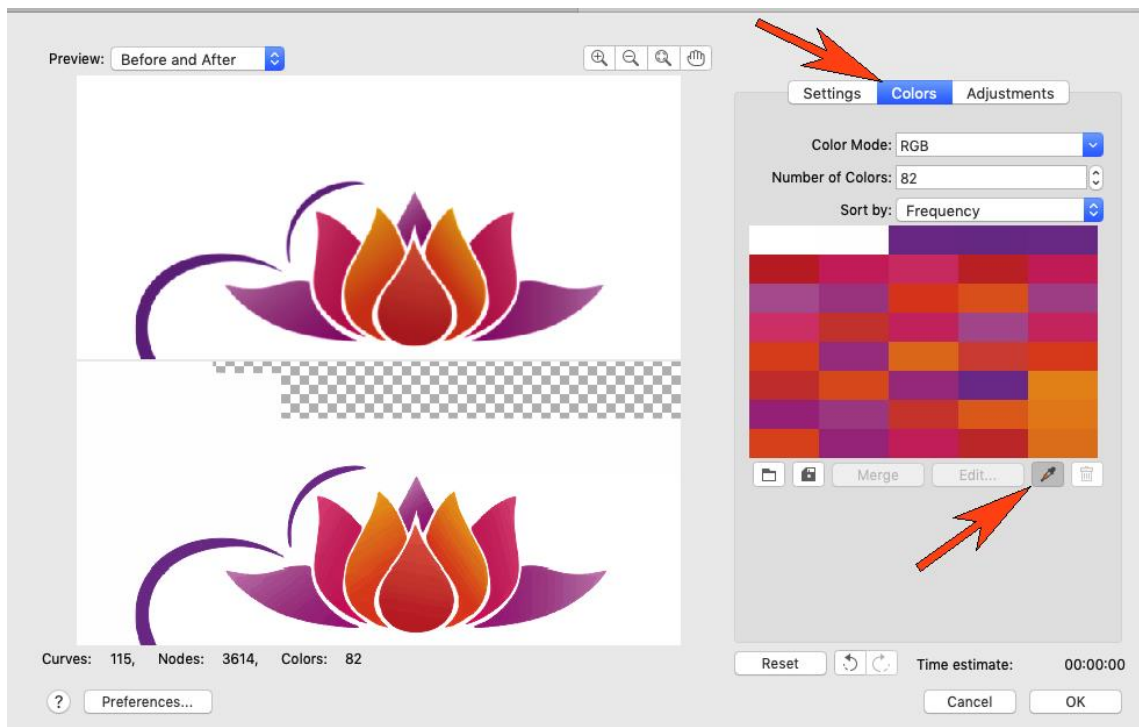 Preview: Before and After
Settings Colors Adjustments
Color Mode: RGB
Number of Colors: 82
Sort by: Frequency
Merge Edit...
Curves: 115, Nodes: 3614, Colors: 82
Reset Time estimate: 00:00:00
? Preferences... Cancel OK